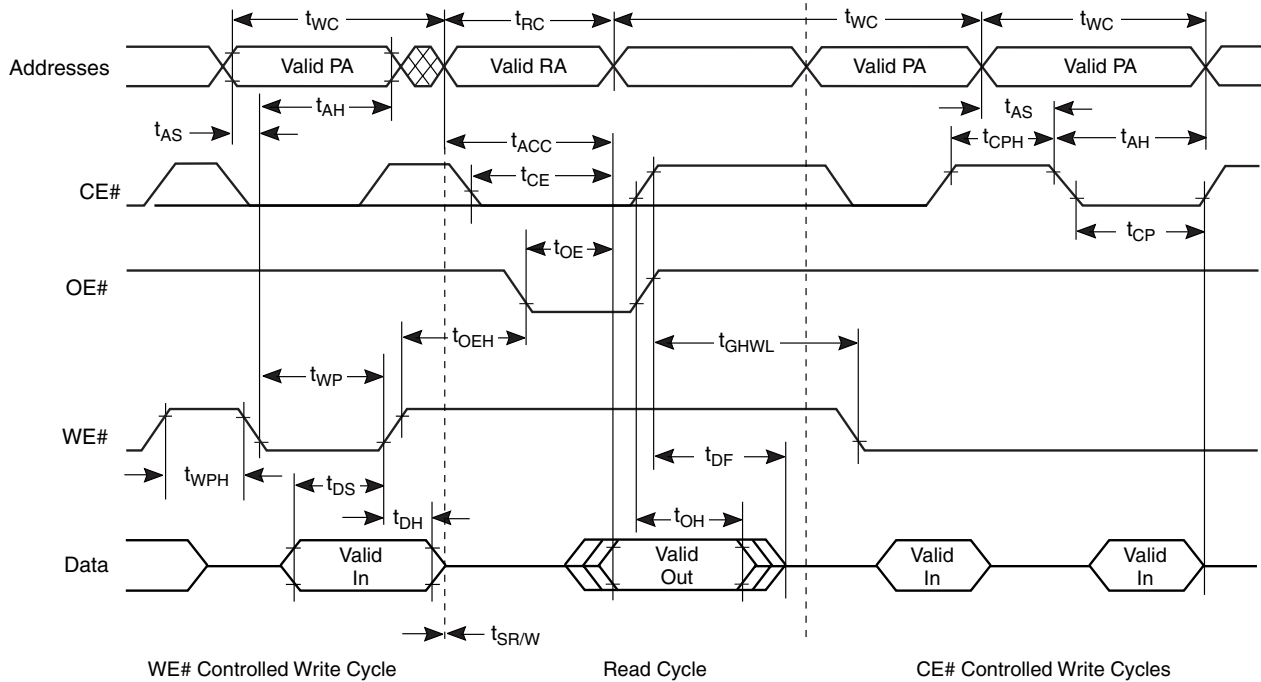 tWC tRC tWC tWC
Addresses Valid PA Valid RA Valid PA Valid PA
tAS tAH tAS
tACC tCPH tAH
CE# tCE
tOE tCP
OE#
tOEH tGHWL
tWP
WE#
tWPH tDS tDF
tDH tOH
Data Valid In Valid Out Valid In Valid In
tSR/W
WE# Controlled Write Cycle Read Cycle CE# Controlled Write Cycles